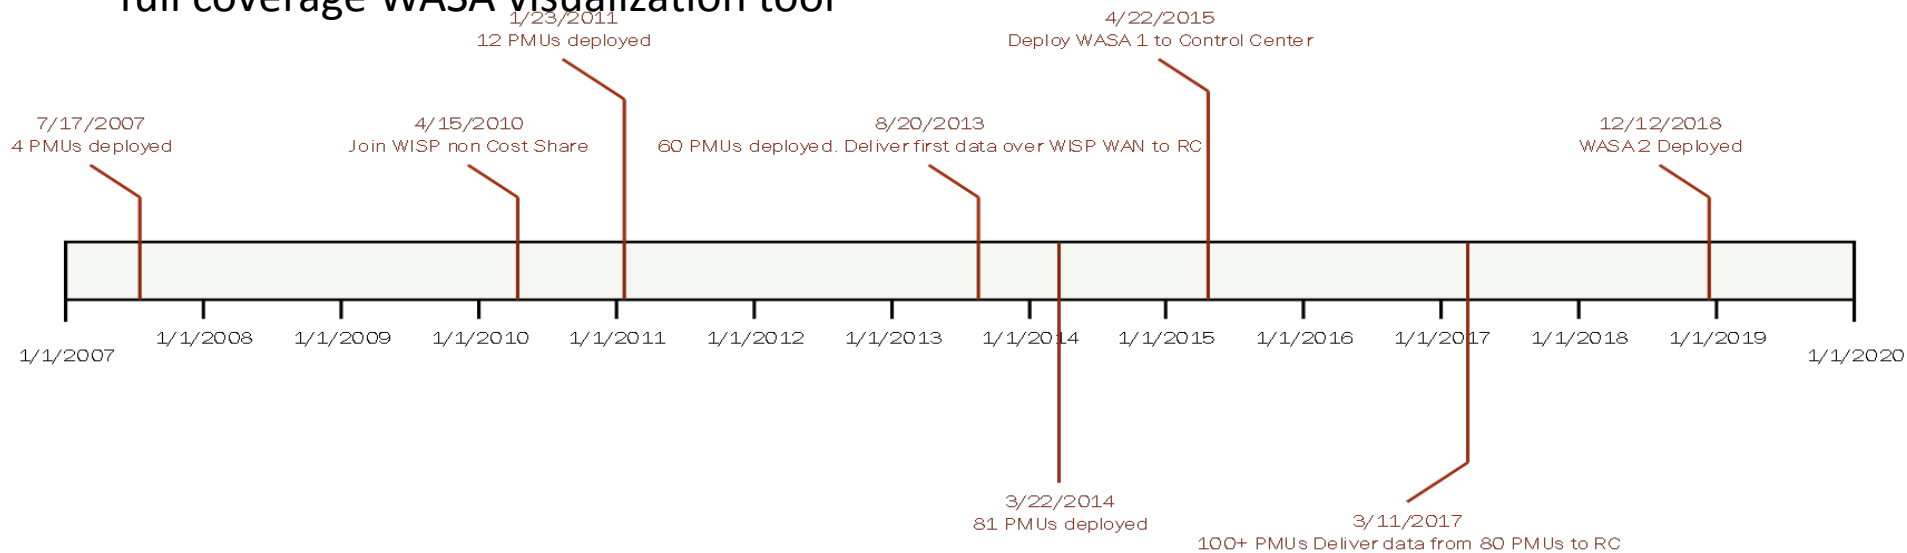 full coverage WASA visualization tool
1/23/2011
12 PMUs deployed
4/22/2015
Deploy WASA 1 to Control Center
7/17/2007
4 PMUs deployed
4/15/2010
Join WISP non Cost Share
8/20/2013
60 PMUs deployed. Deliver first data over WISP WAN to RC
12/12/2018
WASA 2 Deployed
1/1/2007
1/1/2008
1/1/2009
1/1/2010
1/1/2011
1/1/2012
1/1/2013
1/1/2014
1/1/2015
1/1/2016
1/1/2017
1/1/2018
1/1/2019
1/1/2020
3/22/2014
81 PMUs deployed
3/11/2017
100+ PMUs Deliver data from 80 PMUs to RC